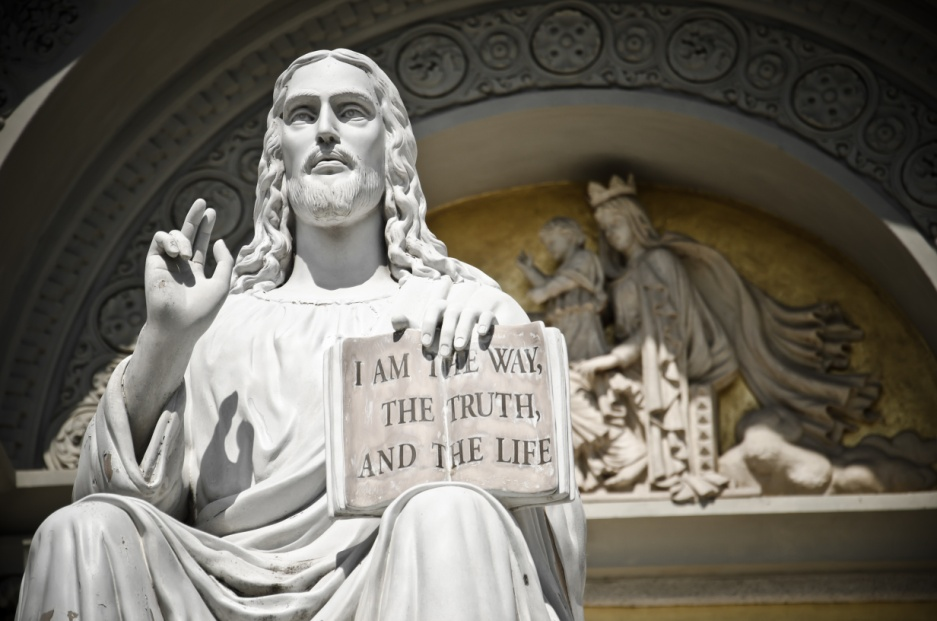 I AM THE WAY,
THE TRUTH,
AND THE LIFE